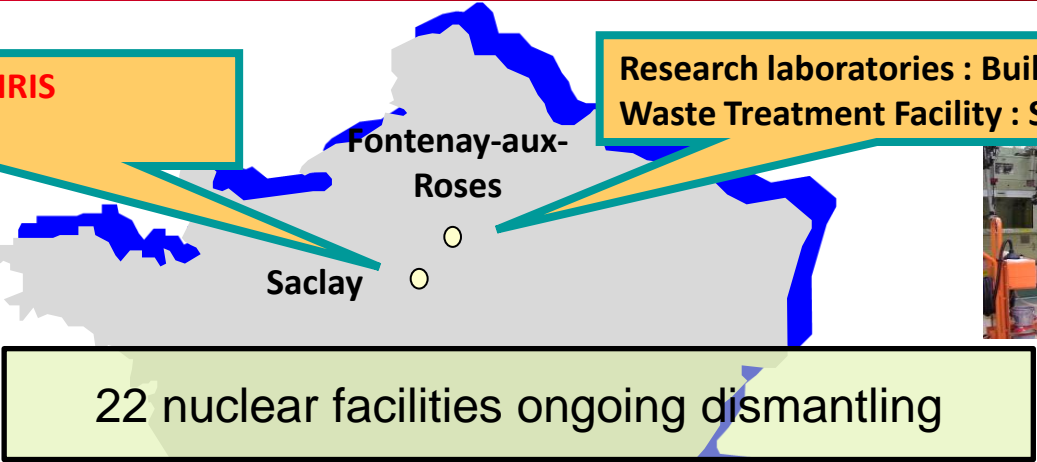 IRIS
Research laboratories : Buil
Waste Treatment Facility : S
Fontenay-aux-
Roses
Saclay
22 nuclear facilities ongoing dismantling